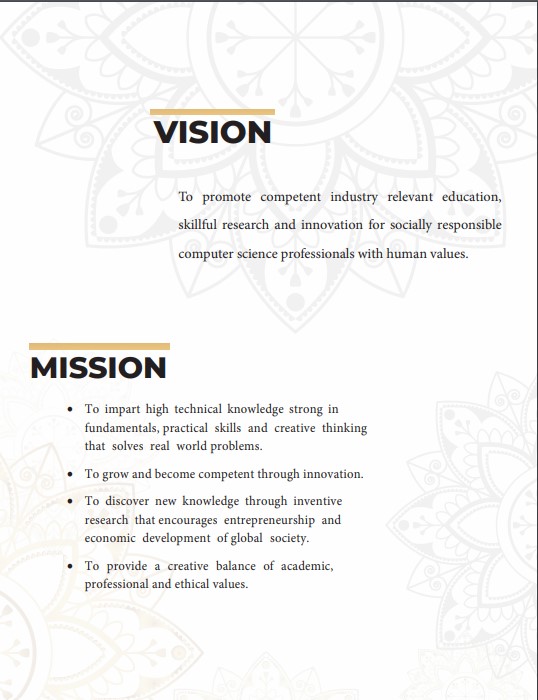 VISION
To promote competent industry relevant education,
skillful research and innovation for socially responsible
computer science professionals with human values.
MISSION
• To impart high technical knowledge strong in
fundamentals, practical skills and creative thinking
that solves real world problems.
• To grow and become competent through innovation.
• To discover new knowledge through inventive
research that encourages entrepreneurship and
economic development of global society.
• To provide a creative balance of academic,
professional and ethical values.